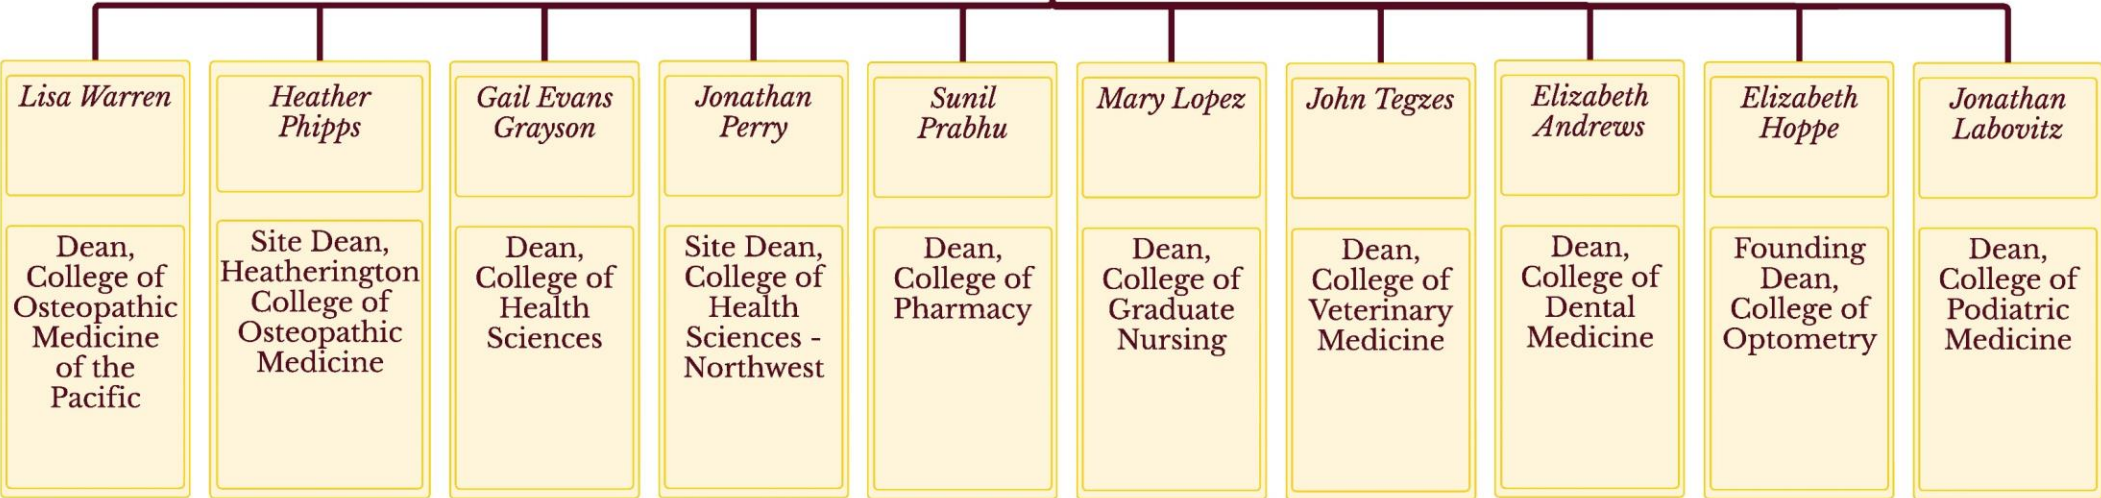 Lisa Warren
Dean,
College of
Osteopathic
Medicine
of the
Pacific
Heather
Phipps
Site Dean,
Heatherington
College of
Osteopathic
Medicine
Gail Evans
Grayson
Dean,
College of
Health
Sciences
Jonathan
Perry
Site Dean,
College of
Health
Sciences -
Northwest
Sunil
Prabhu
Dean,
College of
Pharmacy
Mary Lopez
Dean,
College of
Graduate
Nursing
John Tegzes
Dean,
College of
Veterinary
Medicine
Elizabeth
Andrews
Dean,
College of
Dental
Medicine
Elizabeth
Hoppe
Founding
Dean,
College of
Optometry
Jonathan
Labovitz
Dean,
College of
Podiatric
Medicine